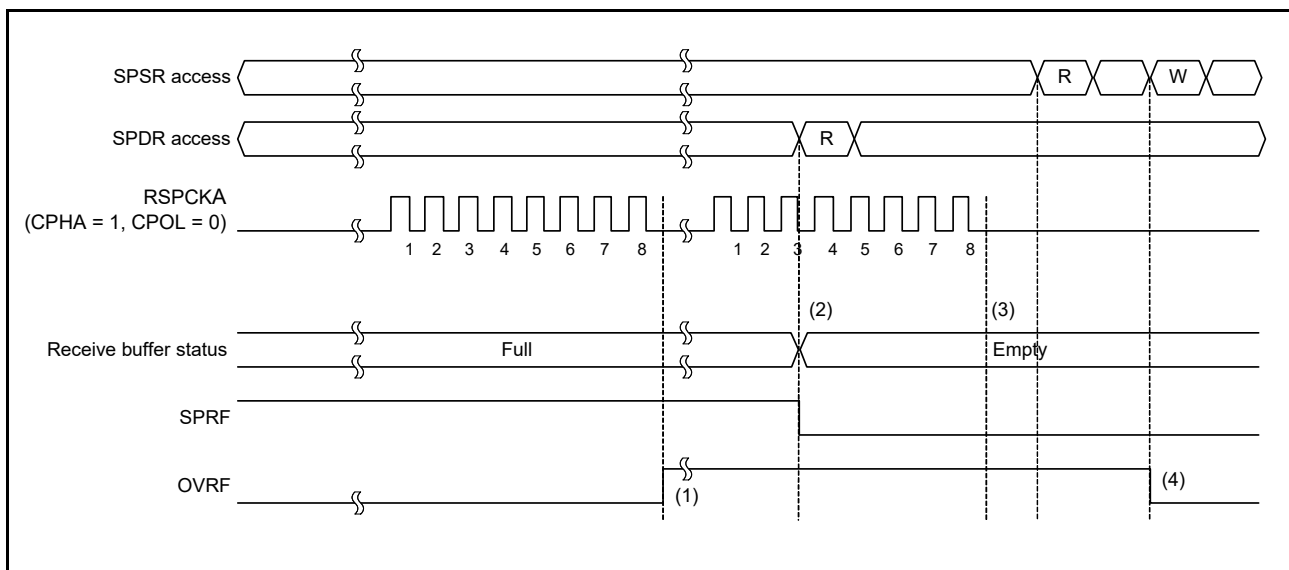 SPSR access
R
W
SPDR access
R
RSPCKA
(CPHA = 1, CPOL = 0)
1 2 3 4 5 6 7 8 1 2 3 4 5 6 7 8
(2) (3)
Receive buffer status Full Empty
SPRF
OVRF
(1) (4)